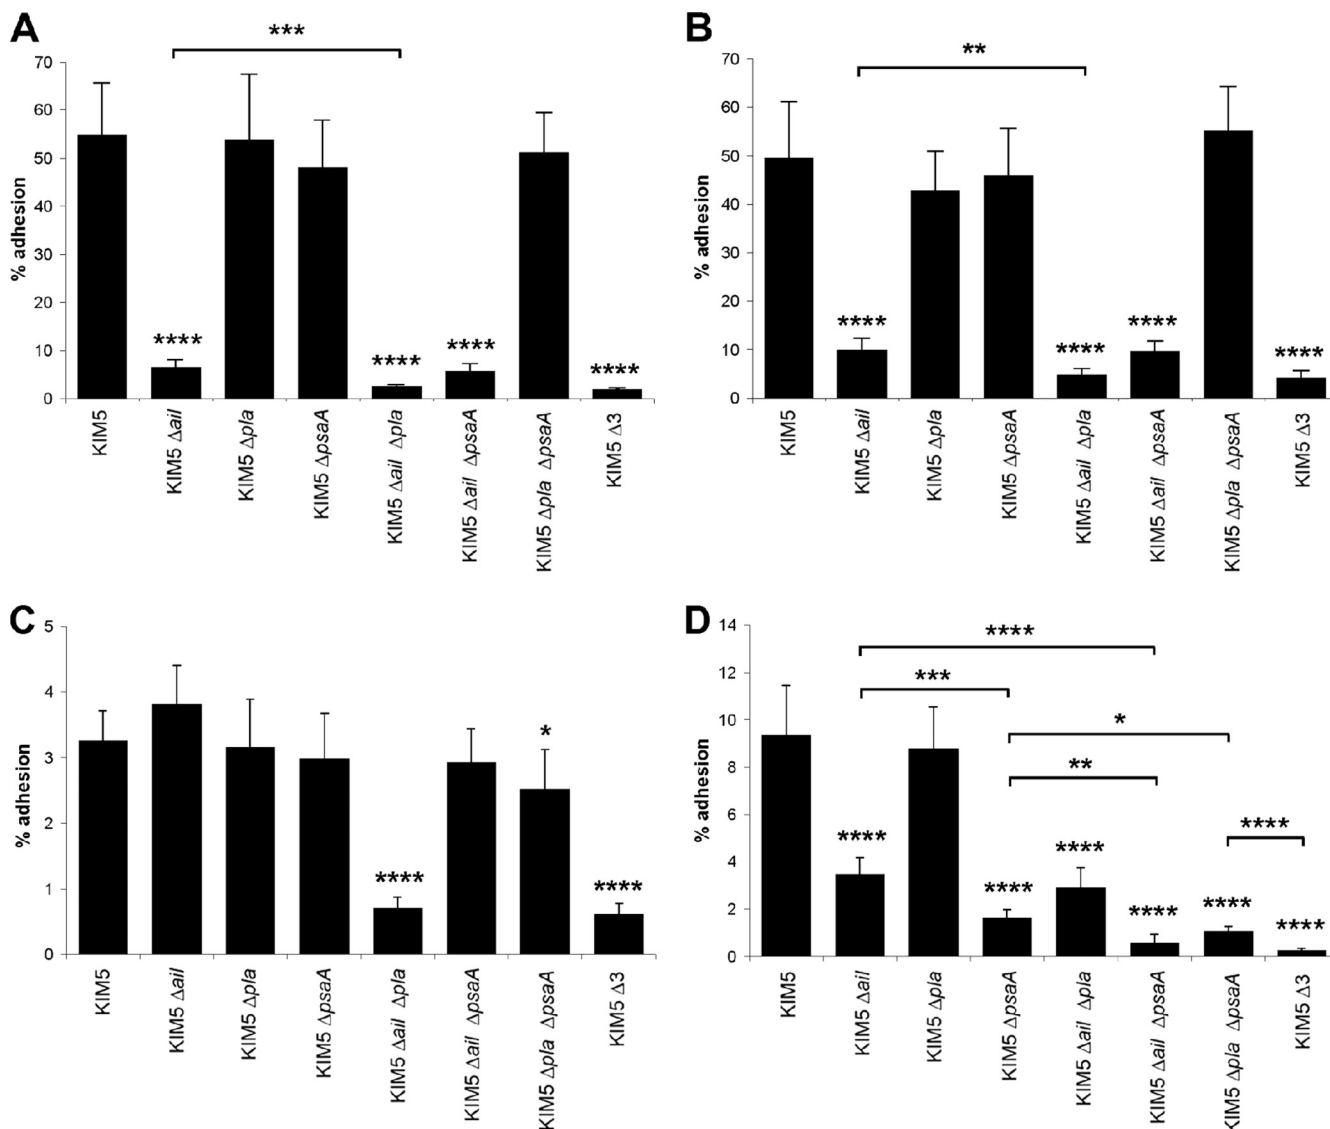 A
***
70
60
50
40
30
20
10
0
% adhesion
****
****
****
****
KIM5
KIM5 Δail
KIM5 Δpla
KIM5 ΔpsaA
KIM5 Δail Δpla
KIM5 Δail ΔpsaA
KIM5 Δpla ΔpsaA
KIM5 Δ3
B
**
70
60
50
40
30
20
10
0
% adhesion
****
****
****
****
KIM5
KIM5 Δail
KIM5 Δpla
KIM5 ΔpsaA
KIM5 Δail Δpla
KIM5 Δail ΔpsaA
KIM5 Δpla ΔpsaA
KIM5 Δ3
C
5
4
3
2
1
0
% adhesion
****
*
****
KIM5
KIM5 Δail
KIM5 Δpla
KIM5 ΔpsaA
KIM5 Δail Δpla
KIM5 Δail ΔpsaA
KIM5 Δpla ΔpsaA
KIM5 Δ3
D
14
12
10
8
6
4
2
0
% adhesion
****
***
*
**
****
****
****
****
****
****
****
KIM5
KIM5 Δail
KIM5 Δpla
KIM5 ΔpsaA
KIM5 Δail Δpla
KIM5 Δail ΔpsaA
KIM5 Δpla ΔpsaA
KIM5 Δ3